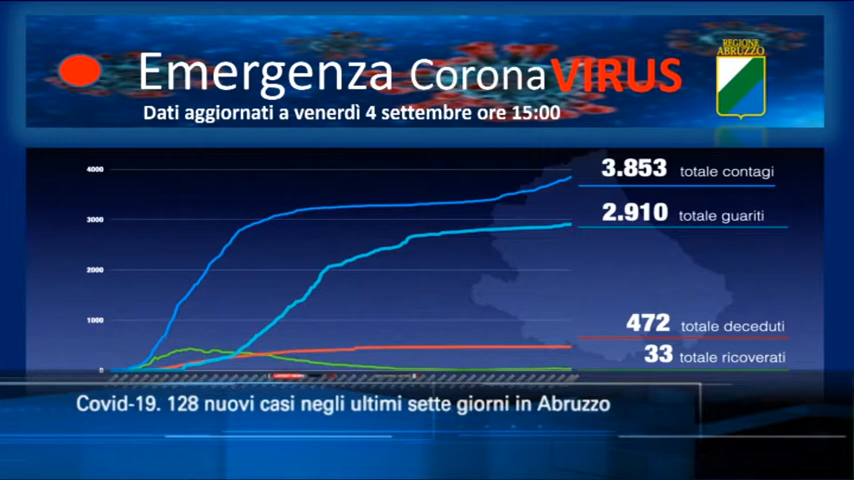 REGIONE
ABRUZZO
Emergenza CoronaVIRUS
Dati aggiornati a venerdì 4 settembre ore 15:00
4000
3.853 totale contagi
3000
2.910 totale guariti
2000
1000
472 totale deceduti
33 totale ricoverati
0
Covid-19. 128 nuovi casi negli ultimi sette giorni in Abruzzo